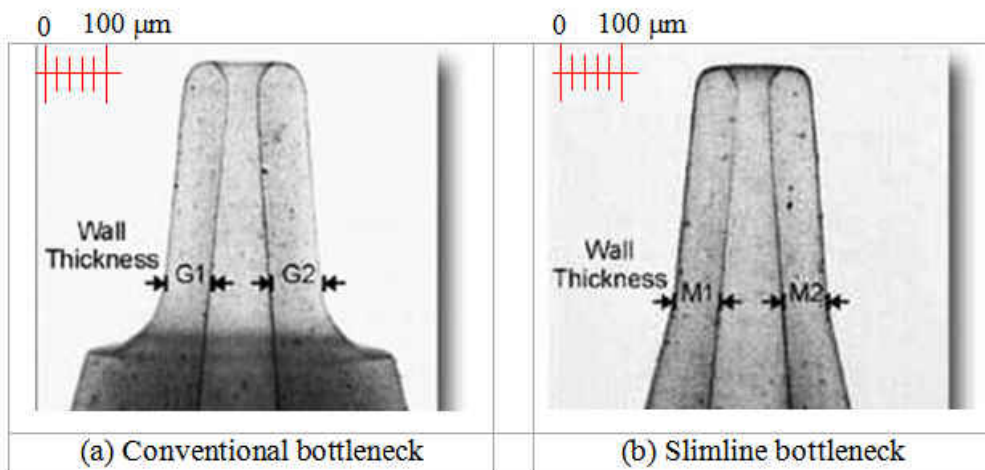 0 100 μm
0 100 μm
Wall
Thickness
G1 G2
Wall
Thickness
M1 M2
(a) Conventional bottleneck
(b) Slimline bottleneck